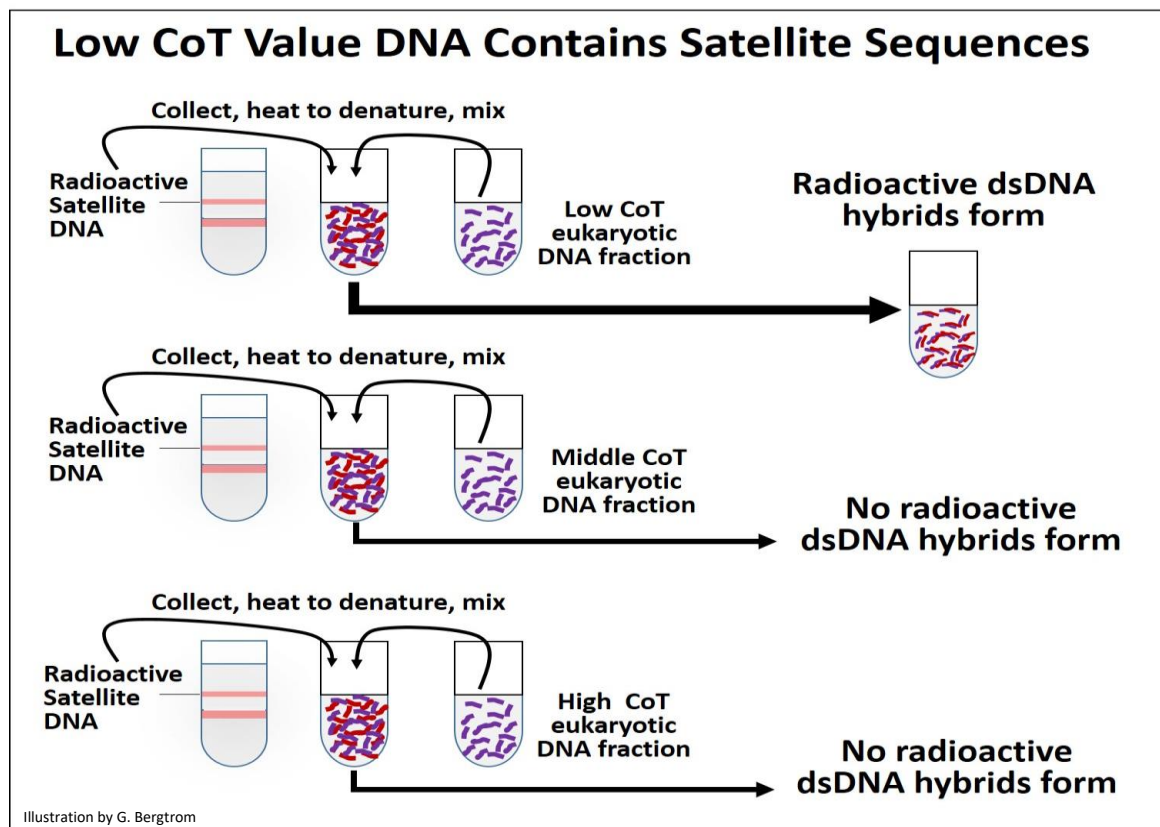 Low CoT Value DNA Contains Satellite Sequences
Collect, heat to denature, mix
Radioactive
Satellite
DNA
Low CoT
eukaryotic
DNA fraction
Radioactive dsDNA
hybrids form
Collect, heat to denature, mix
Radioactive
Satellite
DNA
Middle CoT
eukaryotic
DNA fraction
No radioactive
dsDNA hybrids form
Collect, heat to denature, mix
Radioactive
Satellite
DNA
High CoT
eukaryotic
DNA fraction
No radioactive
dsDNA hybrids form
Illustration by G. Bergtrom